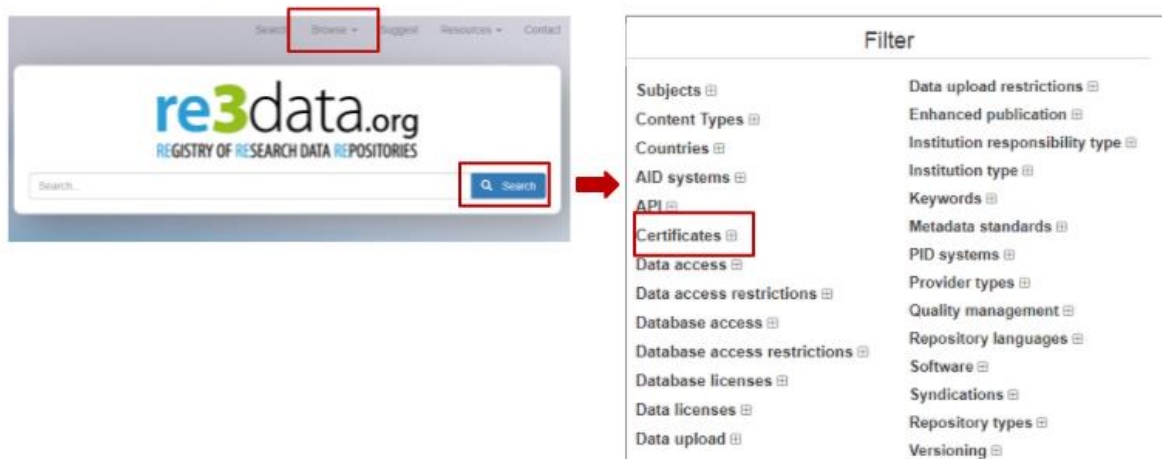 Search Browse Suggest Resources Contact
re3data.org
REGISTRY OF RESEARCH DATA REPOSITORIES
Search...
Search
Filter
Subjects
Content Types
Countries
AID systems
API
Certificates
Data access
Data access restrictions
Database access
Database access restrictions
Database licenses
Data licenses
Data upload
Data upload restrictions
Enhanced publication
Institution responsibility type
Institution type
Keywords
Metadata standards
PID systems
Provider types
Quality management
Repository languages
Software
Syndications
Repository types
Versioning